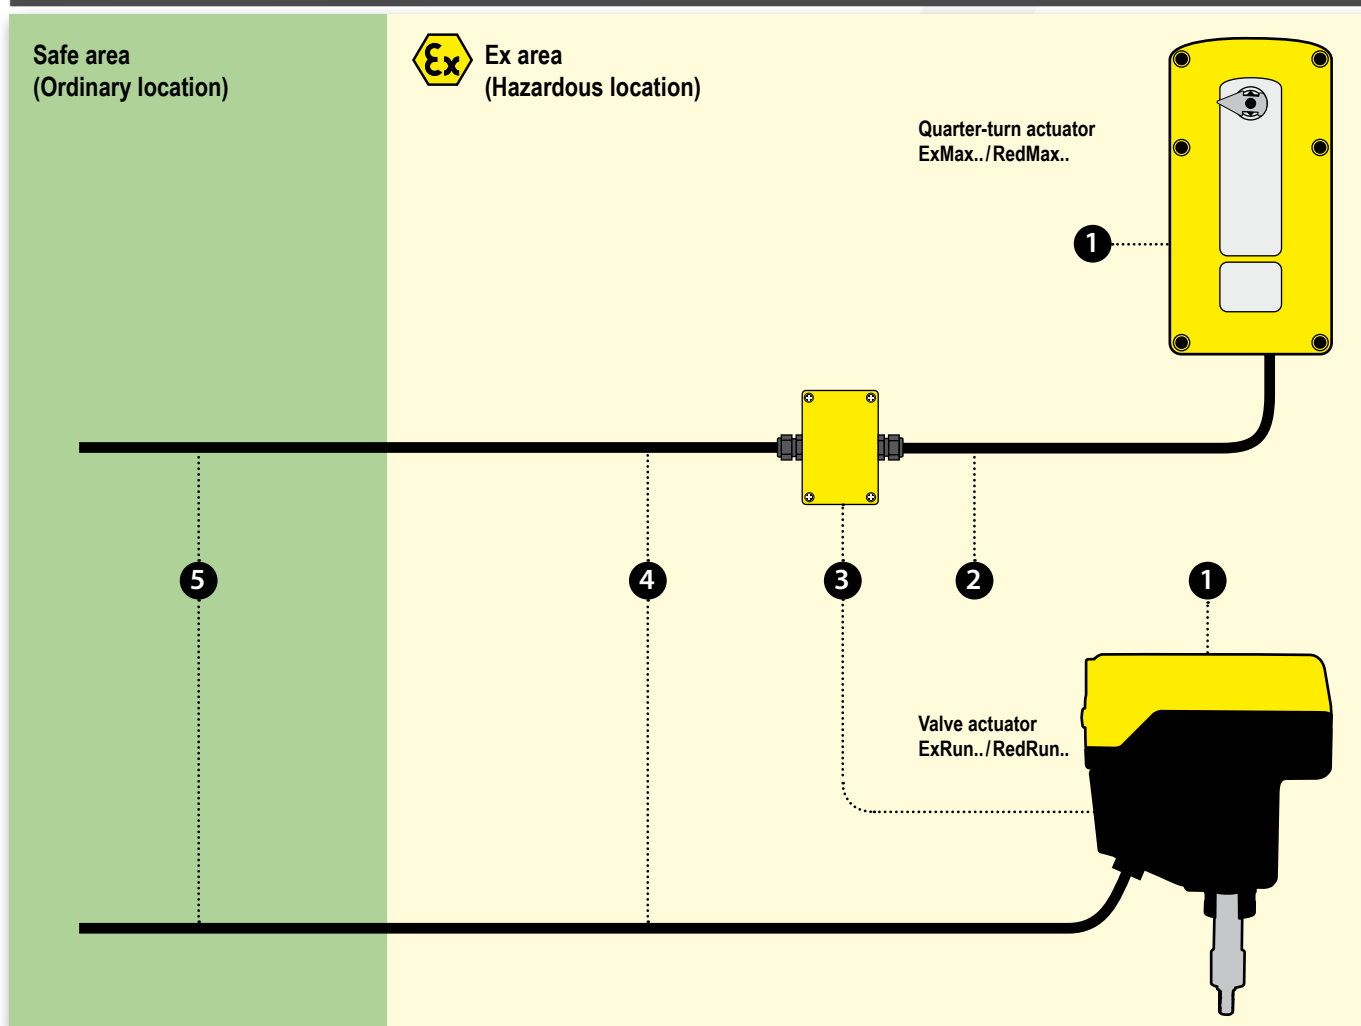 Safe area
(Ordinary location)
Ex
Ex area
(Hazardous location)
Quarter-turn actuator
ExMax../RedMax..
1
5
4
3
2
1
Valve actuator
ExRun../RedRun..